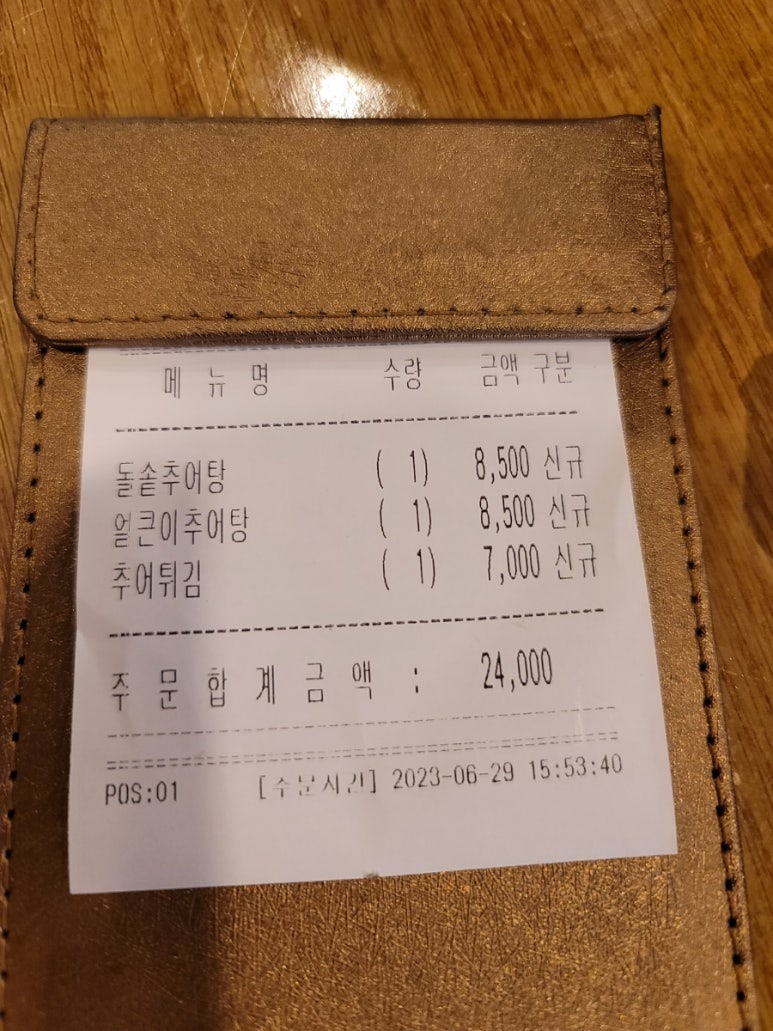 메 뉴 명 수량 금액 구분
돌솥추어탕 ( 1) 8,500 신규
얼큰이추어탕 ( 1) 8,500 신규
추어튀김 ( 1) 7,000 신규
주 문 합 계 금 액 : 24,000
POS:01 [주문시간] 2023-06-29 15:53:40